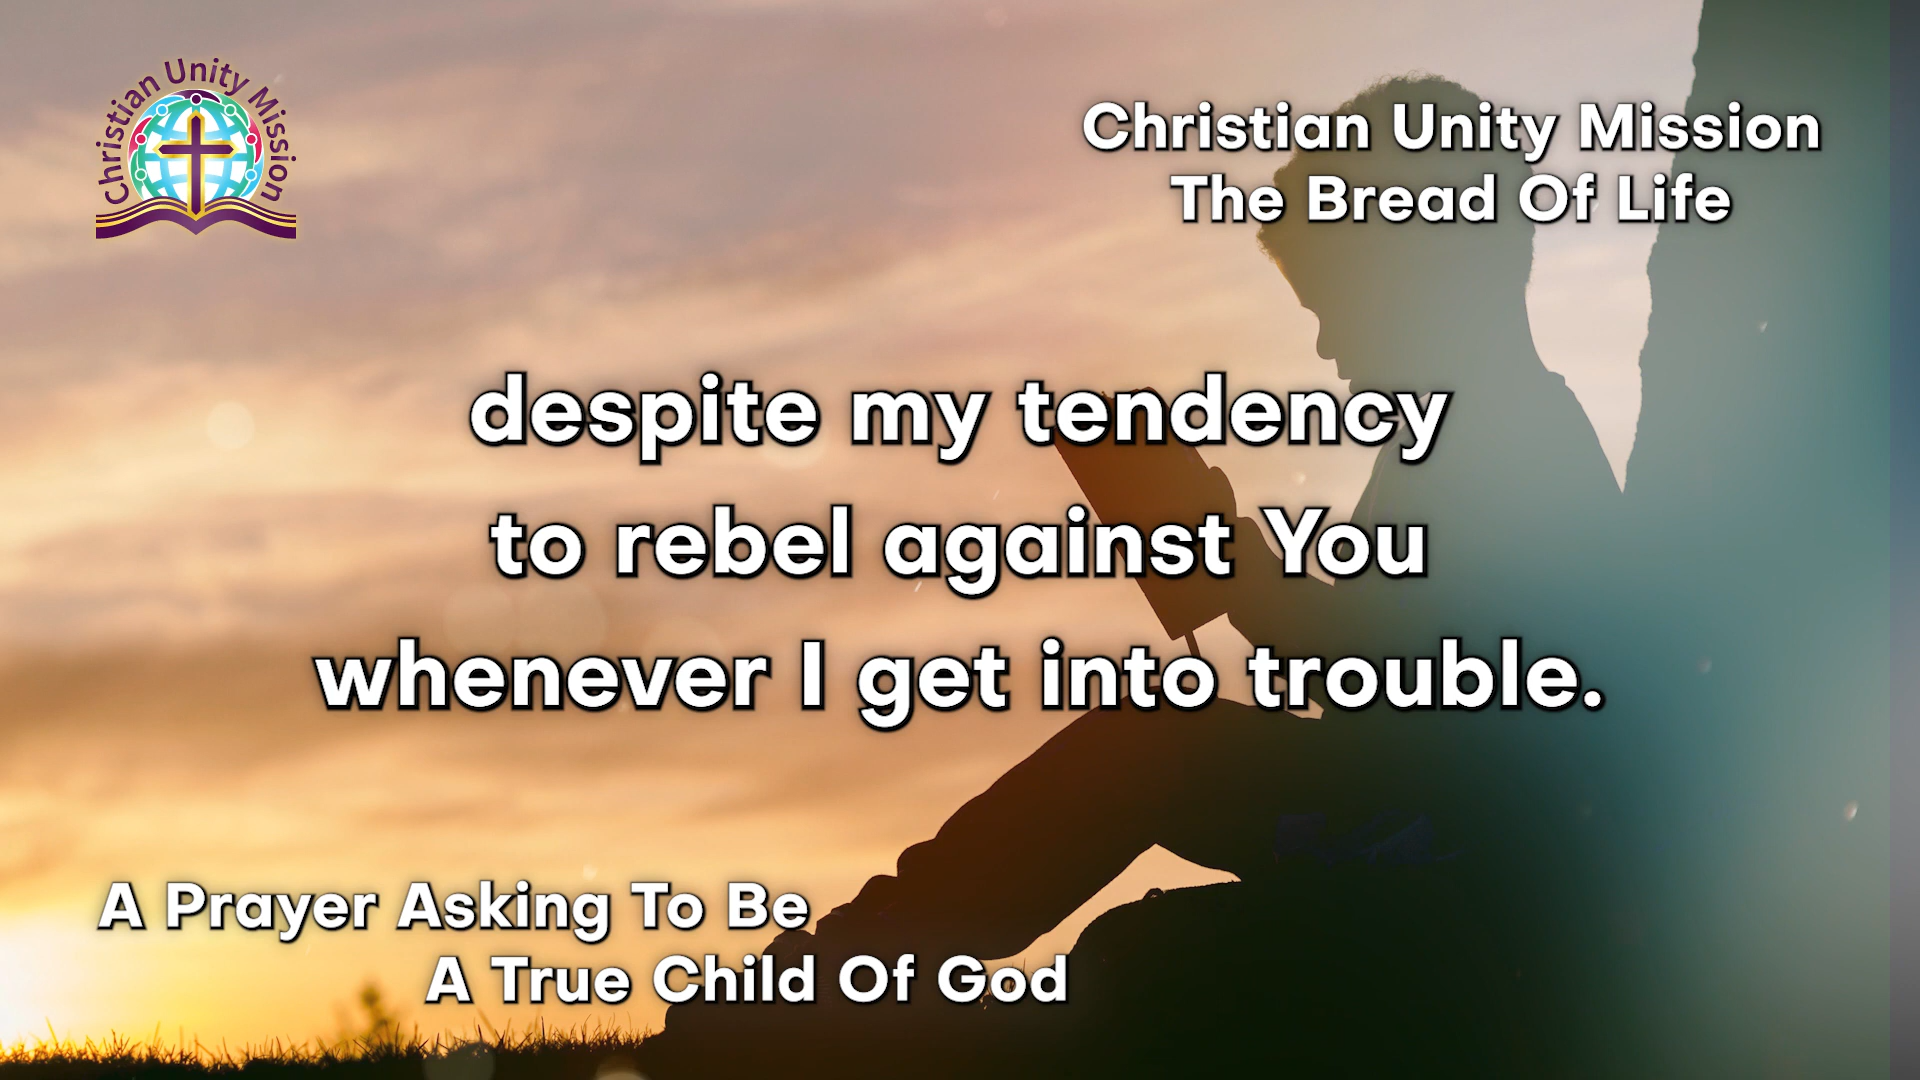 Christian Unity Mission
Christian Unity Mission
The Bread Of Life
despite my tendency
to rebel against You
whenever I get into trouble.
A Prayer Asking To Be
A True Child Of God